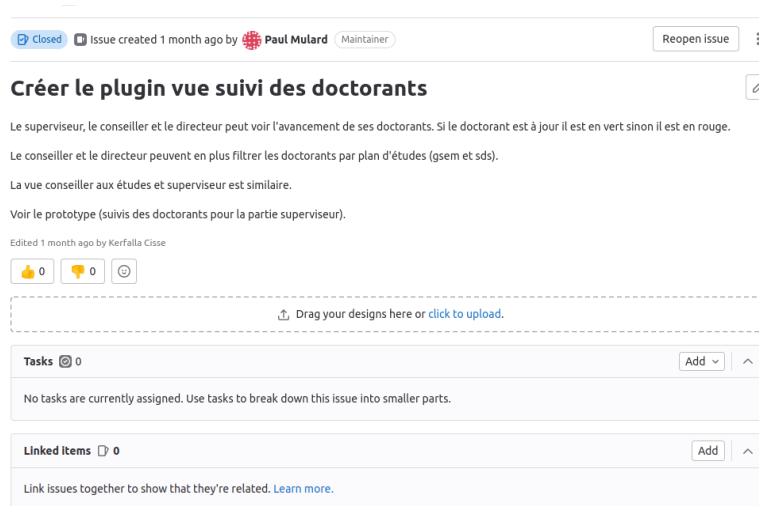 Closed Issue created 1 month ago by Paul Mulard Maintainer Reopen issue
Créer le plugin vue suivi des doctorants
Le superviseur, le conseiller et le directeur peut voir l'avancement de ses doctorants. Si le doctorant est à jour il est en vert sinon il est en rouge.
Le conseiller et le directeur peuvent en plus filtrer les doctorants par plan d'études (gsem et sds).
La vue conseiller aux études et superviseur est similaire.
Voir le prototype (suivis des doctorants pour la partie superviseur).
Edited 1 month ago by Kerfalla Cisse
0 0
Drag your designs here or click to upload.
Tasks 0 Add
No tasks are currently assigned. Use tasks to break down this issue into smaller parts.
Linked items 0 Add
Link issues together to show that they're related. Learn more.